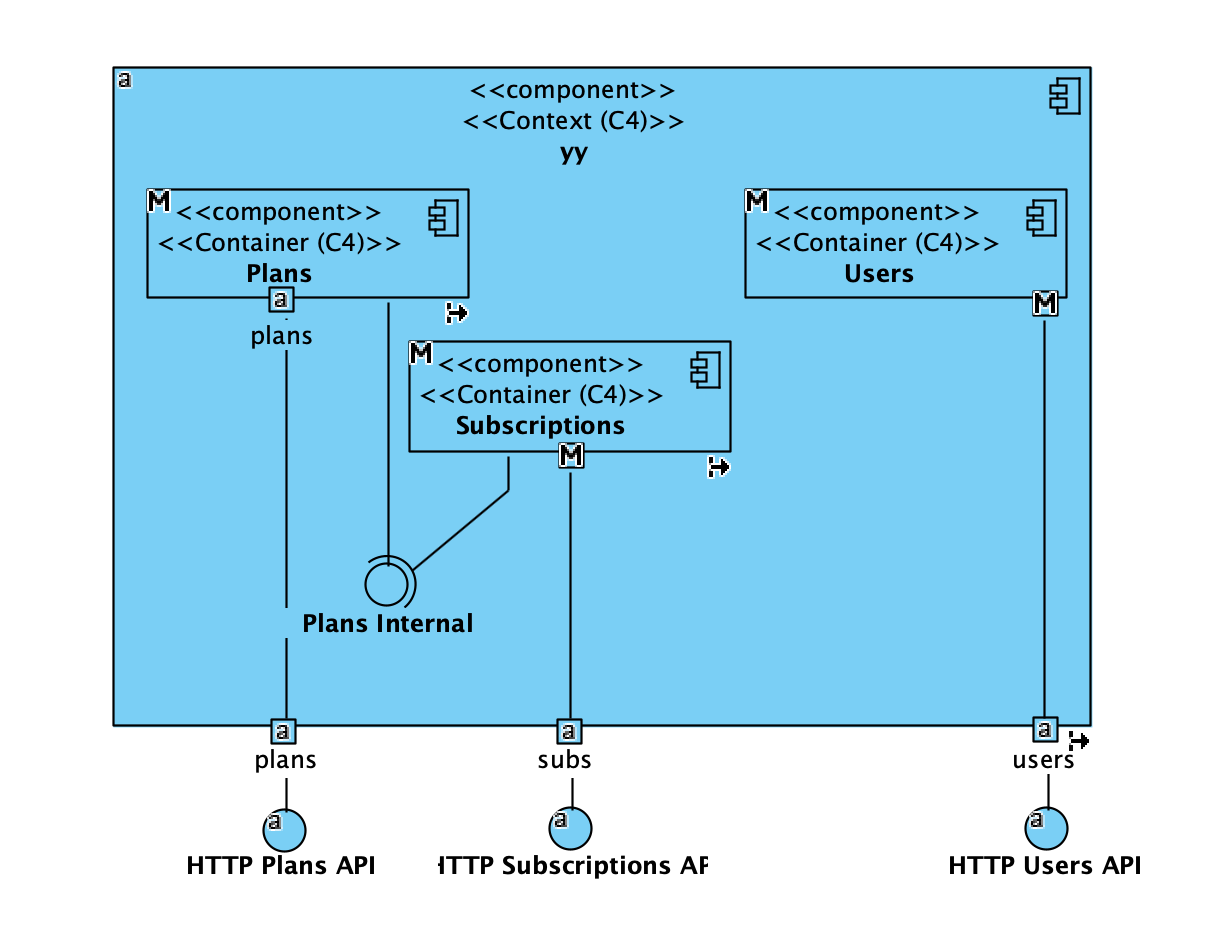 a
<<component>>
<<Context (C4)>>
yy
M
<<component>>
<<Container (C4)>>
Plans
a
plans
M
<<component>>
<<Container (C4)>>
Users
M
M
<<component>>
<<Container (C4)>>
Subscriptions
M
Plans Internal
a
plans
a
subs
a
users
a
HTTP Plans API
a
HTTP Subscriptions AP
a
HTTP Users API